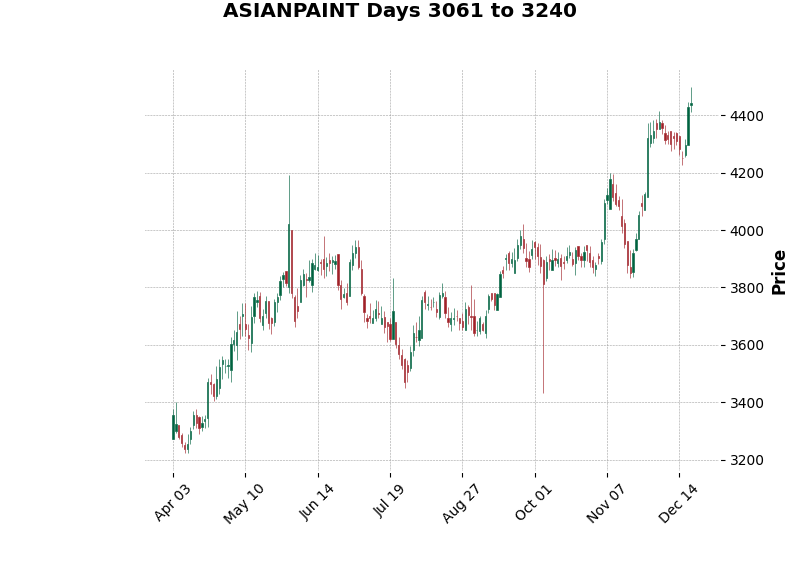 ASIANPAINT Days 3061 to 3240
4400
4200
4000
3800
3600
3400
3200
Price
Apr 03
May 10
Jun 14
Jul 19
Aug 27
Oct 01
Nov 07
Dec 14